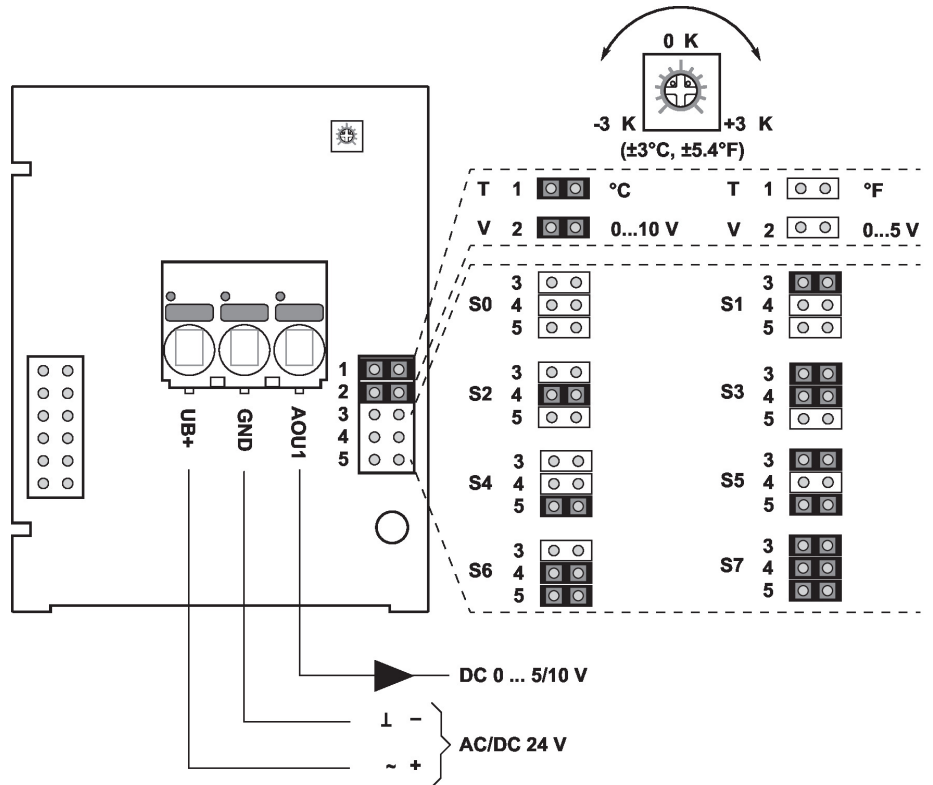 0 K
-3 K +3 K
(±3°C, ±5.4°F)
T 1 °C T 1 °F
V 2 0...10 V V 2 0...5 V
S0 3 4 5
S1 3 4 5
S2 3 4 5
S3 3 4 5
S4 3 4 5
S5 3 4 5
S6 3 4 5
S7 3 4 5
1
2
3
4
5
UB+
GND
AOU1
DC 0 ... 5/10 V
⊥ –
AC/DC 24 V
~ +